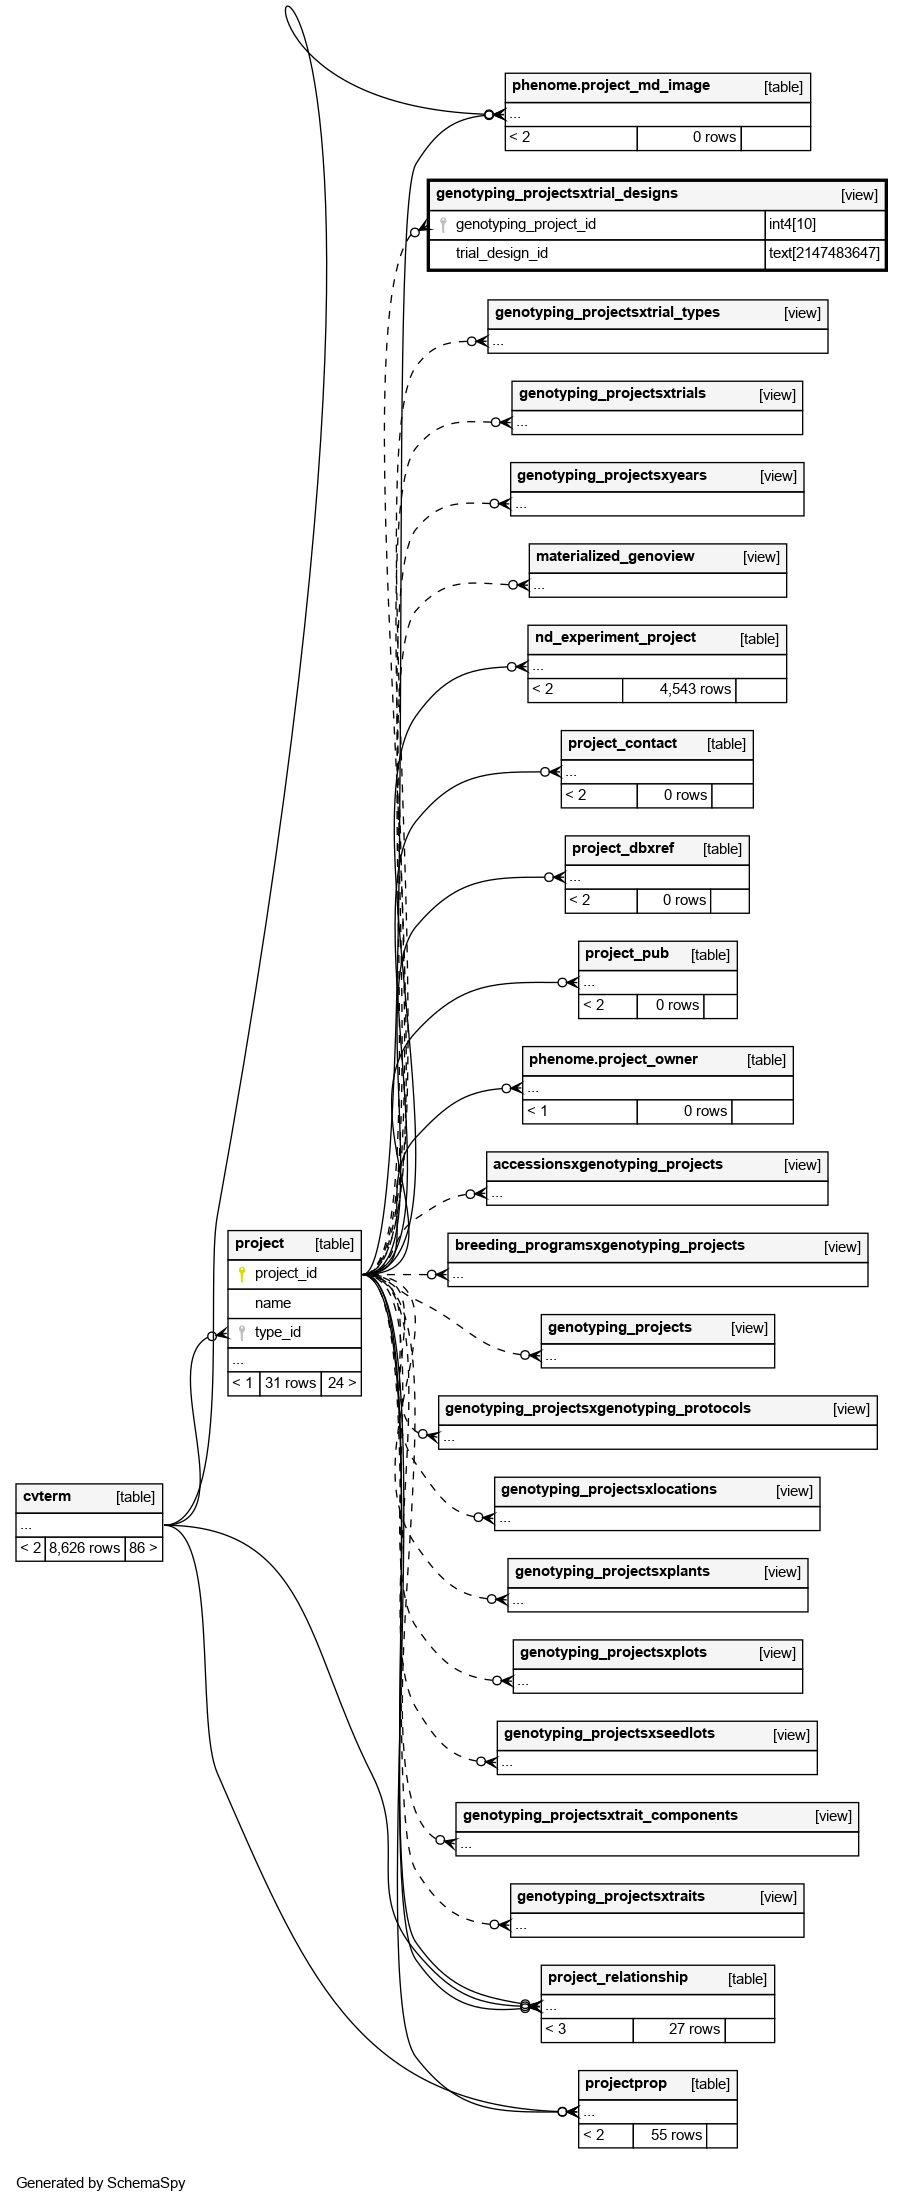 phenome.project_md_image [table]
...
< 2 0 rows
genotyping_projectsxtrial_designs [view]
genotyping_project_id int4[10]
trial_design_id text[2147483647]
genotyping_projectsxtrial_types [view]
...
genotyping_projectsxtrials [view]
...
genotyping_projectsxyears [view]
...
materialized_genoview [view]
...
nd_experiment_project [table]
...
< 2 4,543 rows
project_contact [table]
...
< 2 0 rows
project_dbxref [table]
...
< 2 0 rows
project_pub [table]
...
< 2 0 rows
phenome.project_owner [table]
...
< 1 0 rows
accessionsxgenotyping_projects [view]
...
breeding_programsxgenotyping_projects [view]
...
project [table]
project_id
name
type_id
...
< 1 31 rows 24 >
genotyping_projects [view]
...
genotyping_projectsxgenotyping_protocols [view]
...
genotyping_projectsxlocations [view]
...
cvterm [table]
...
< 2 8,626 rows 86 >
genotyping_projectsxplants [view]
...
genotyping_projectsxplots [view]
...
genotyping_projectsxseedlots [view]
...
genotyping_projectsxtrait_components [view]
...
genotyping_projectsxtraits [view]
...
project_relationship [table]
...
< 3 27 rows
projectprop [table]
...
< 2 55 rows
Generated by SchemaSpy